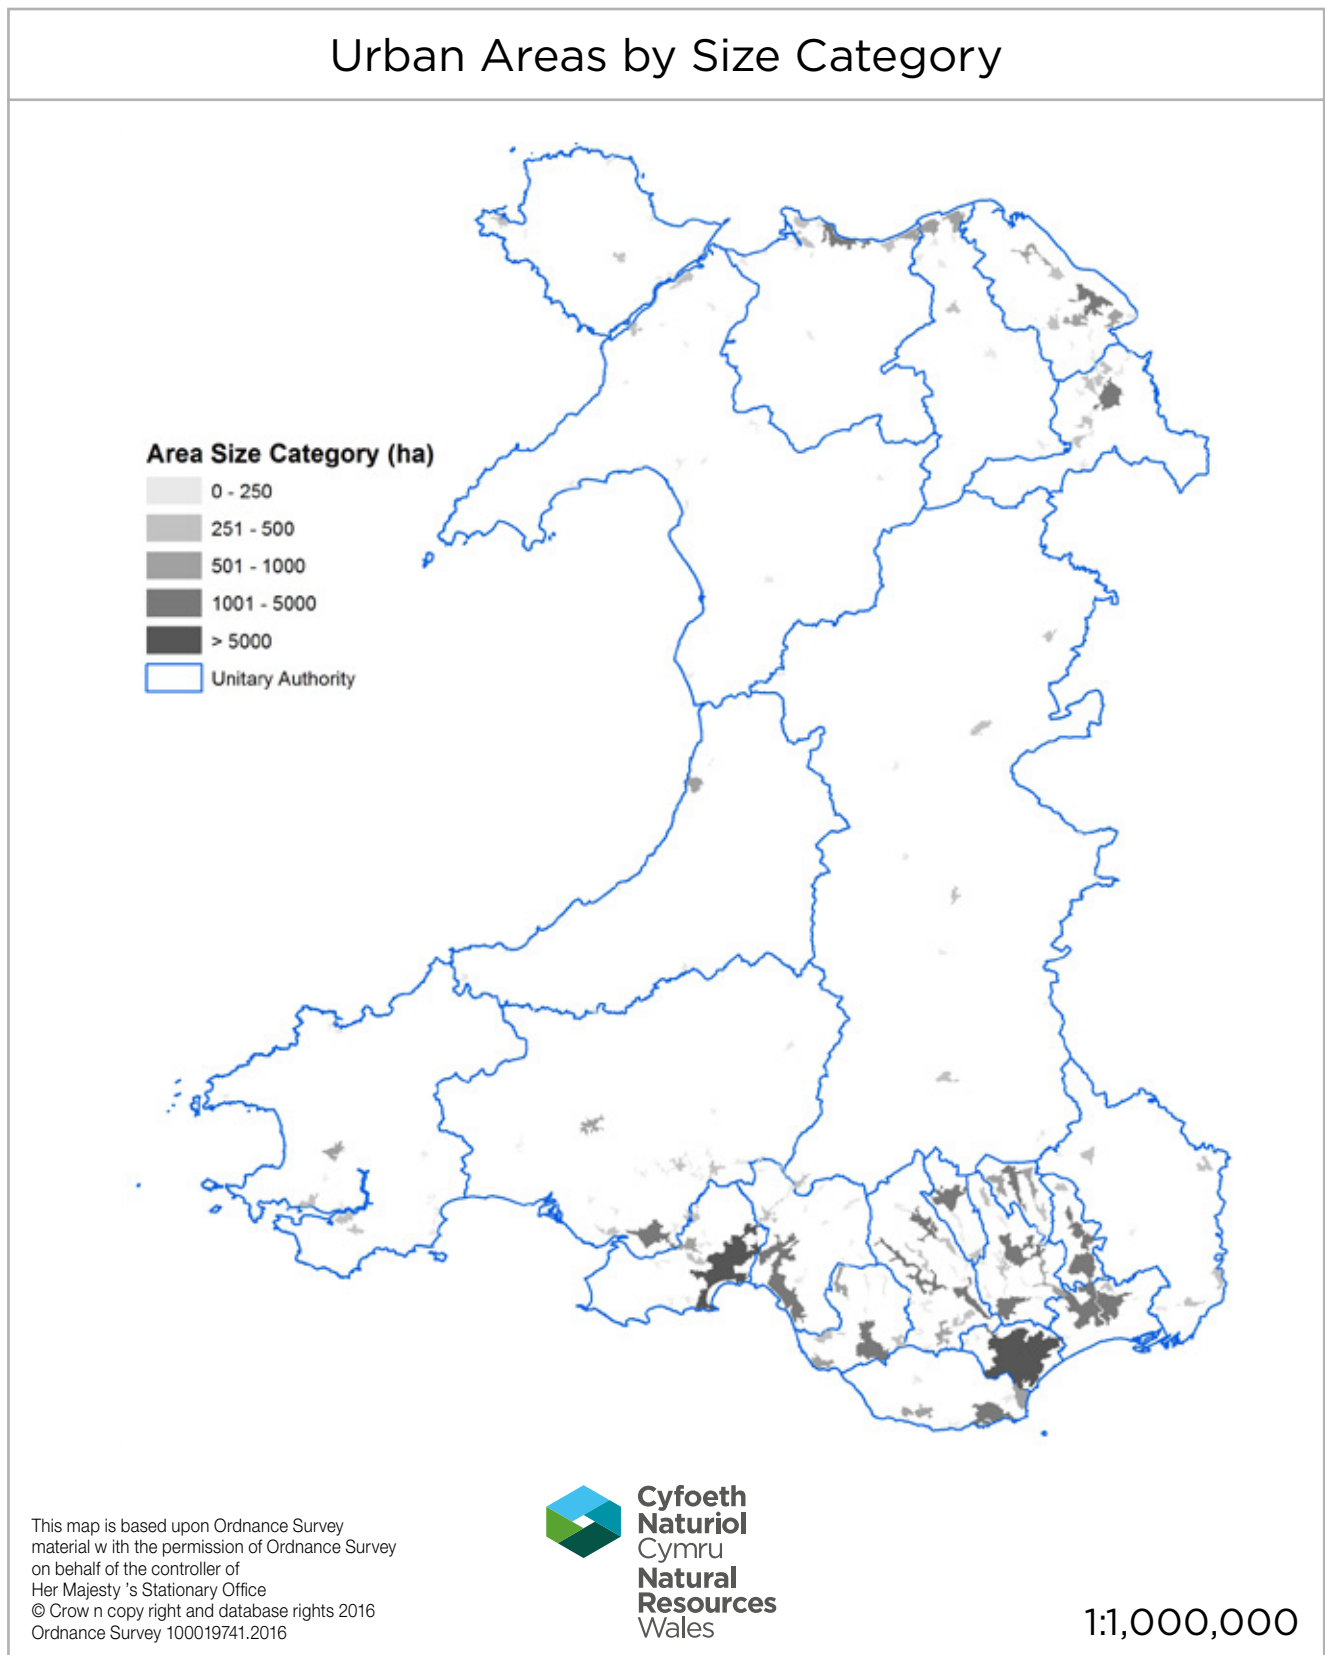 Urban Areas by Size Category
Area Size Category (ha)
0 - 250
251 - 500
501 - 1000
1001 - 5000
> 5000
Unitary Authority
This map is based upon Ordnance Survey
material w ith the permission of Ordnance Survey
on behalf of the controller of
Her Majesty 's Stationary Office
© Crow n copy right and database rights 2016
Ordnance Survey 100019741.2016
Cyfoeth
Naturiol
Cymru
Natural
Resources
Wales
1:1,000,000